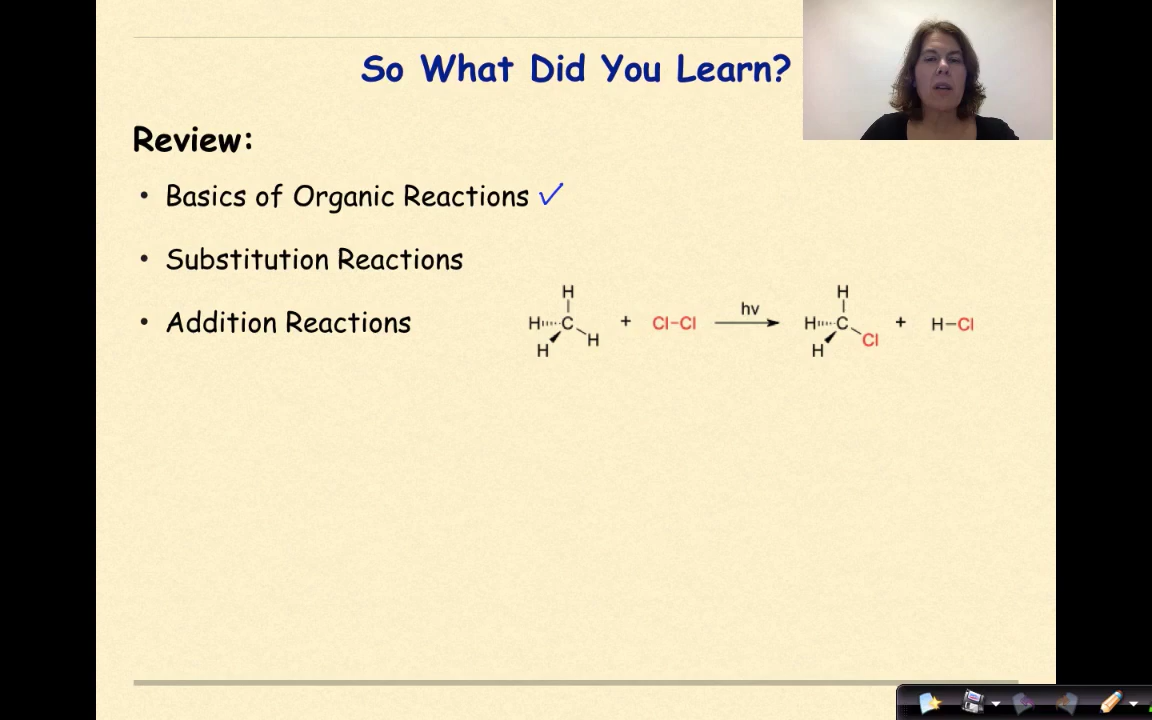 So What Did You Learn?
Review:
• Basics of Organic Reactions ✓
• Substitution Reactions
• Addition Reactions
H H
hv
H C + Cl-Cl H C + H-Cl
H H H Cl